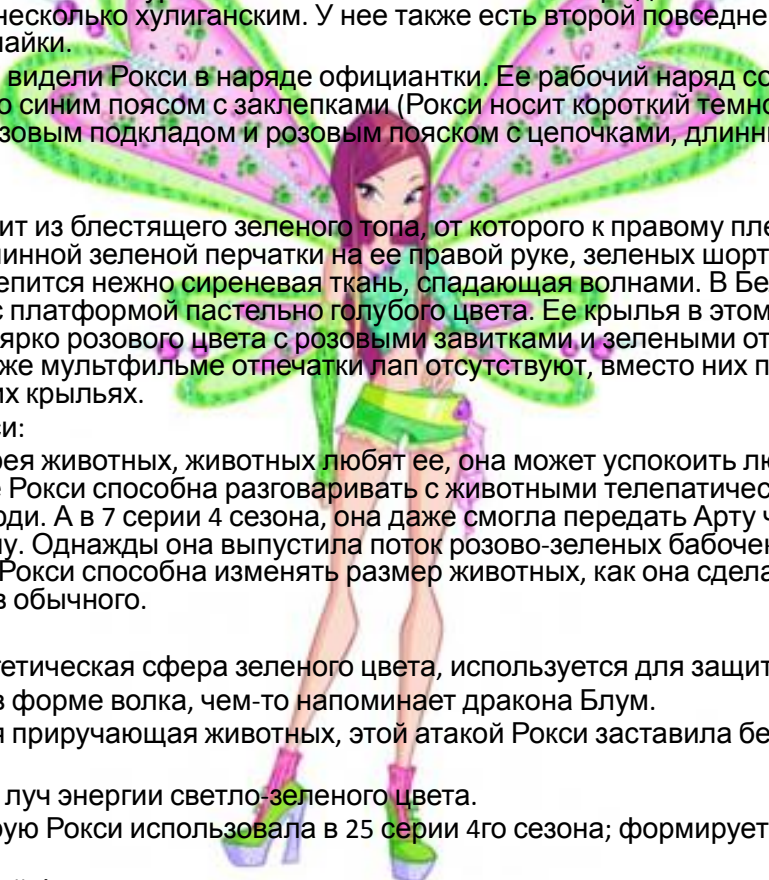 несколько хулиганским. У нее также есть второй повседне
майки.
видели Рокси в наряде официантки. Ее рабочий наряд со
о синим поясом с заклепками (Рокси носит короткий темно
зовым подкладом и розовым пояском с цепочками, длинны
ит из блестящего зеленого топа, от которого к правому пле
инной зеленой перчатки на ее правой руке, зеленых шорт
епится нежно сиреневая ткань, спадающая волнами. В Бе
с платформой пастельно голубого цвета. Ее крылья в этом
ярко розового цвета с розовыми завитками и зелеными от
же мультфильме отпечатки лап отсутствуют, вместо них п
их крыльях.
си:
рея животных, животных любят ее, она может успокоить лю
е Рокси способна разговаривать с животными телепатичес
юди. А в 7 серии 4 сезона, она даже смогла передать Арту ч
му. Однажды она выпустила поток розово-зеленых бабочек
Рокси способна изменять размер животных, как она сдела
в обычного.
гетическая сфера зеленого цвета, используется для защит
в форме волка, чем-то напоминает дракона Блум.
я приручающая животных, этой атакой Рокси заставила бе
луч энергии светло-зеленого цвета.
рую Рокси использовала в 25 серии 4го сезона; формирует